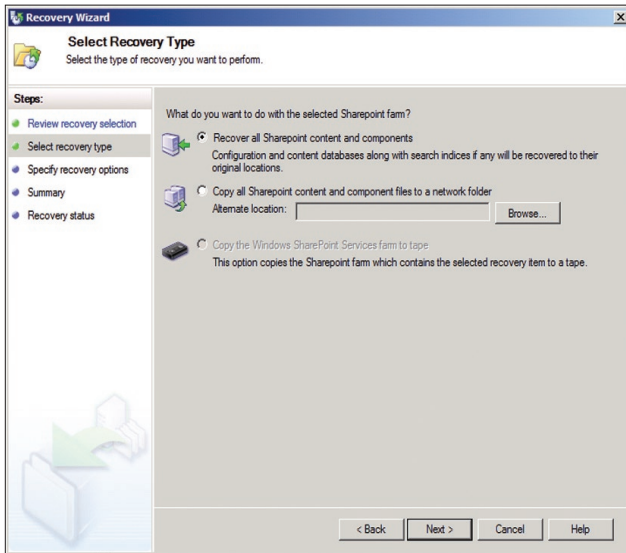 Recovery Wizard
Select Recovery Type
Select the type of recovery you want to perform.
Steps:
Review recovery selection
Select recovery type
Specify recovery options
Summary
Recovery status
What do you want to do with the selected Sharepoint farm?
Recover all Sharepoint content and components
Configuration and content databases along with search indices if any will be recovered to their
original locations.
Copy all Sharepoint content and component files to a network folder
Alternate location:
Browse...
Copy the Windows SharePoint Services farm to tape
This option copies the Sharepoint farm which contains the selected recovery item to a tape.
< Back
Next >
Cancel
Help